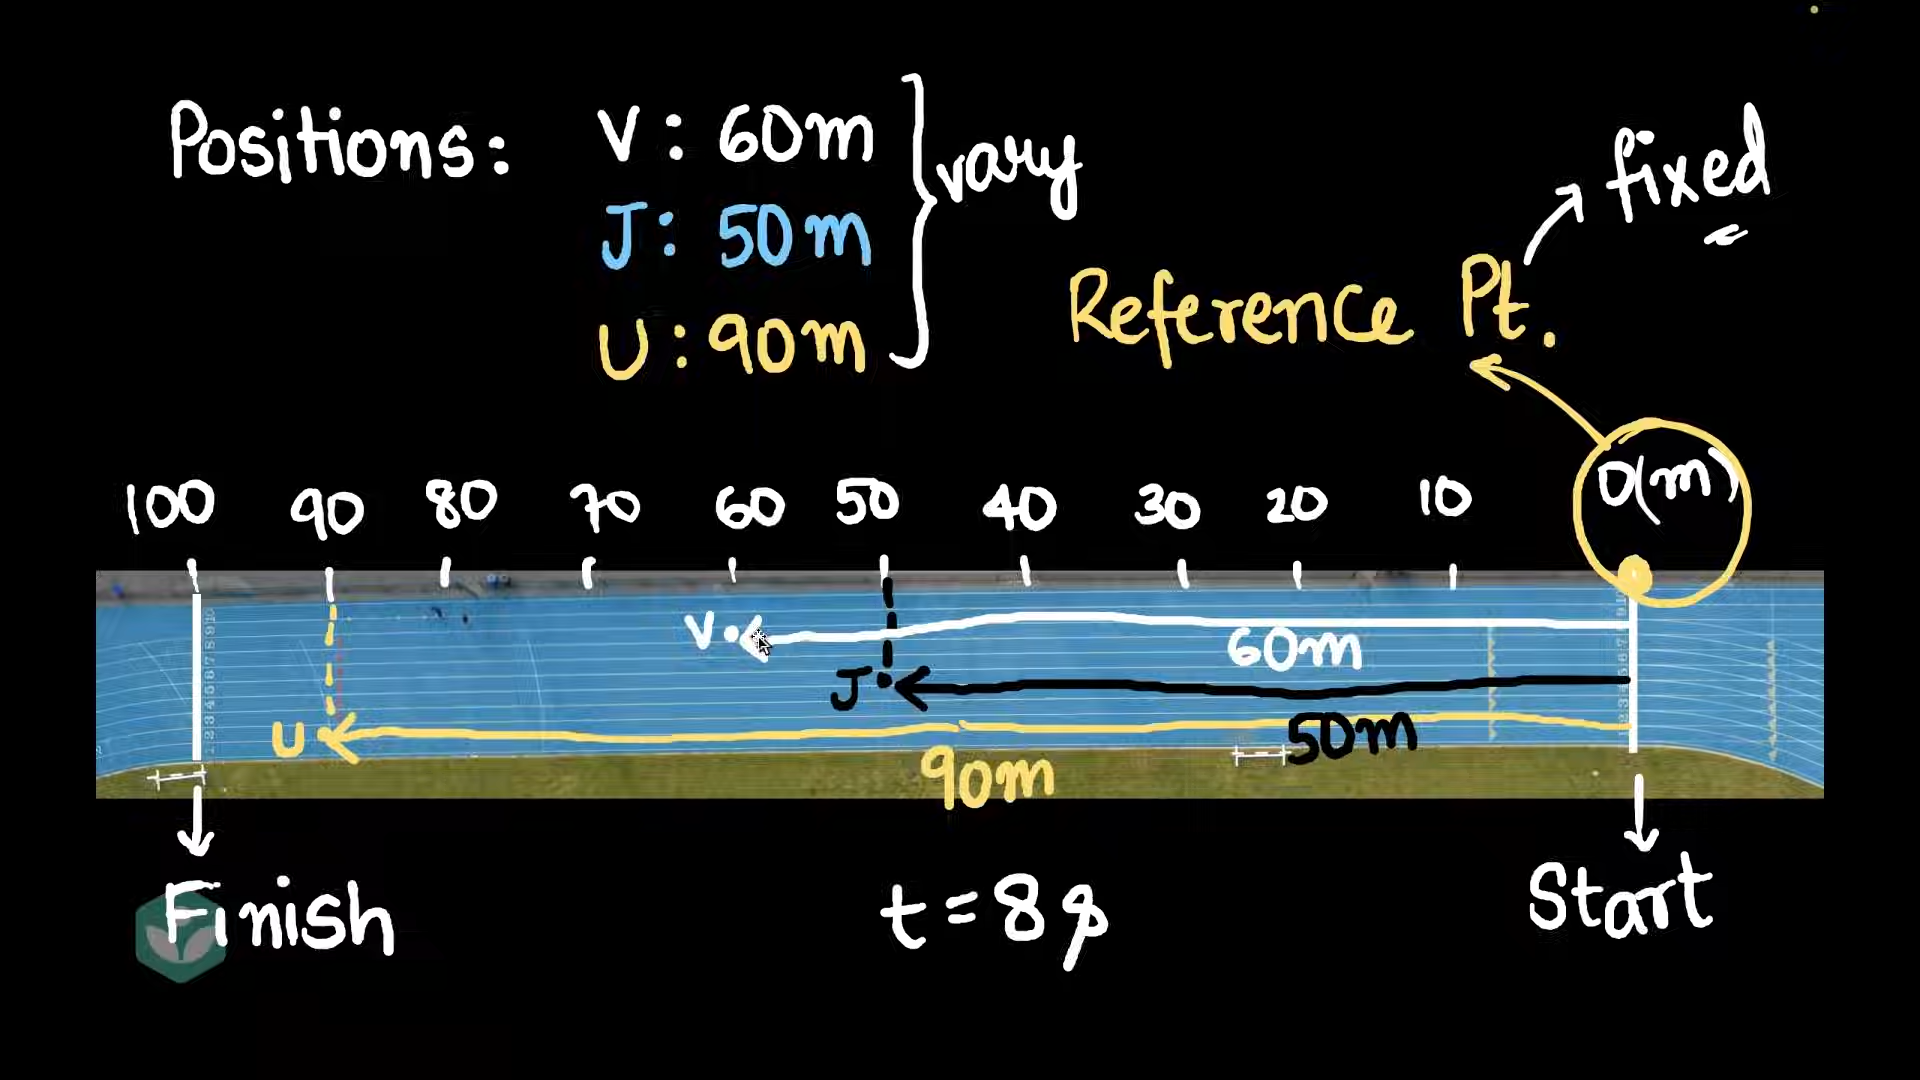 Positions: V: 60m } vary
J: 50m
U: 90m
fixed
Reference Pt.
100 90 80 70 60 50 40 30 20 10 0(m)
V 60m
J 50m
U 90m
Finish t = 8s Start